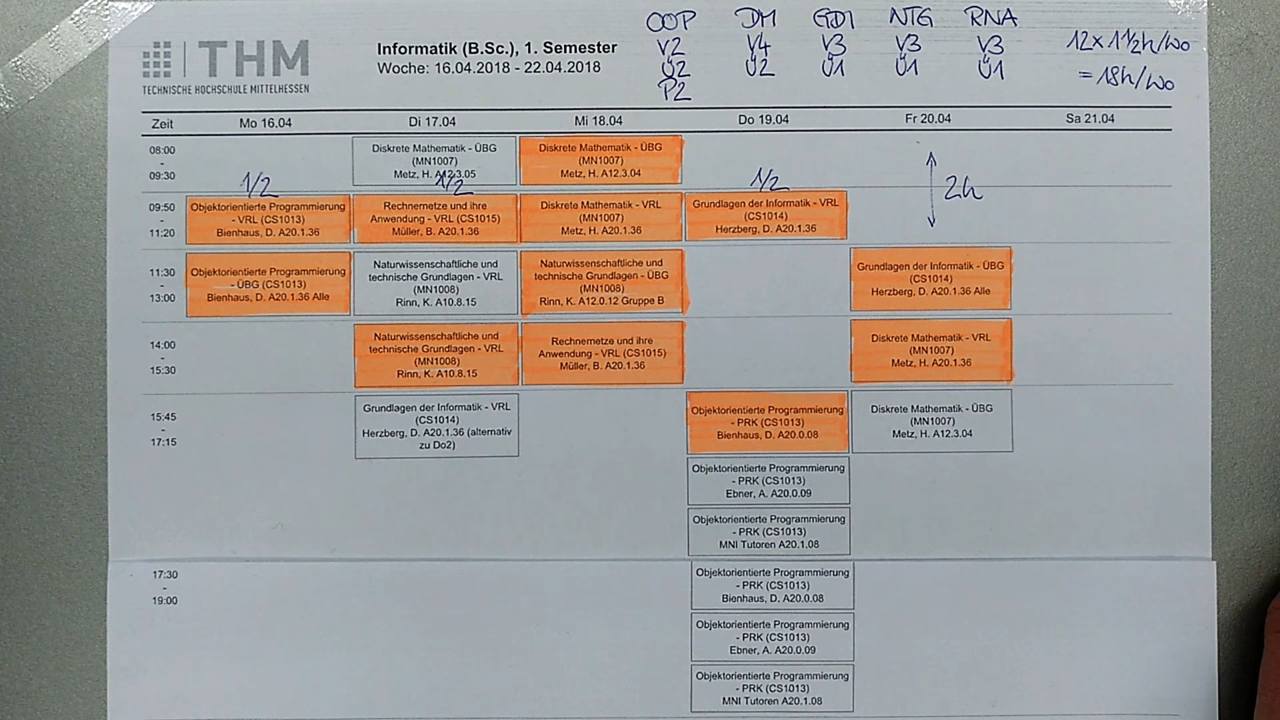 OOP DM GDI NTG RNA
V2 V4 V3 V3 V3 12x 1 1/2h/Wo
Ü2 Ü2 Ü1 Ü1 Ü1 = 18h/Wo
P2
THM
TECHNISCHE HOCHSCHULE MITTELHESSEN
Informatik (B.Sc.), 1. Semester
Woche: 16.04.2018 - 22.04.2018
Zeit Mo 16.04 Di 17.04 Mi 18.04 Do 19.04 Fr 20.04 Sa 21.04
08:00
-
09:30
Diskrete Mathematik - ÜBG
(MN1007)
Metz, H. A12.3.05
Diskrete Mathematik - ÜBG
(MN1007)
Metz, H. A12.3.04
2h
1/2
1/2
1/2
09:50
-
11:20
Objektorientierte Programmierung
- VRL (CS1013)
Bienhaus, D. A20.1.36
Rechnernetze und ihre
Anwendung - VRL (CS1015)
Müller, B. A20.1.36
Diskrete Mathematik - VRL
(MN1007)
Metz, H. A20.1.36
Grundlagen der Informatik - VRL
(CS1014)
Herzberg, D. A20.1.36
11:30
-
13:00
Objektorientierte Programmierung
- ÜBG (CS1013)
Bienhaus, D. A20.1.36 Alle
Naturwissenschaftliche und
technische Grundlagen - VRL
(MN1008)
Rinn, K. A10.8.15
Naturwissenschaftliche und
technische Grundlagen - ÜBG
(MN1008)
Rinn, K. A12.0.12 Gruppe B
Grundlagen der Informatik - ÜBG
(CS1014)
Herzberg, D. A20.1.36 Alle
14:00
-
15:30
Naturwissenschaftliche und
technische Grundlagen - VRL
(MN1008)
Rinn, K. A10.8.15
Rechnernetze und ihre
Anwendung - VRL (CS1015)
Müller, B. A20.1.36
Diskrete Mathematik - VRL
(MN1007)
Metz, H. A20.1.36
15:45
-
17:15
Grundlagen der Informatik - VRL
(CS1014)
Herzberg, D. A20.1.36 (alternativ
zu Do2)
Objektorientierte Programmierung
- PRK (CS1013)
Bienhaus, D. A20.0.08
Diskrete Mathematik - ÜBG
(MN1007)
Metz, H. A12.3.04
Objektorientierte Programmierung
- PRK (CS1013)
Ebner, A. A20.0.09
Objektorientierte Programmierung
- PRK (CS1013)
MNI Tutoren A20.1.08
17:30
-
19:00
Objektorientierte Programmierung
- PRK (CS1013)
Bienhaus, D. A20.0.08
Objektorientierte Programmierung
- PRK (CS1013)
Ebner, A. A20.0.09
Objektorientierte Programmierung
- PRK (CS1013)
MNI Tutoren A20.1.08